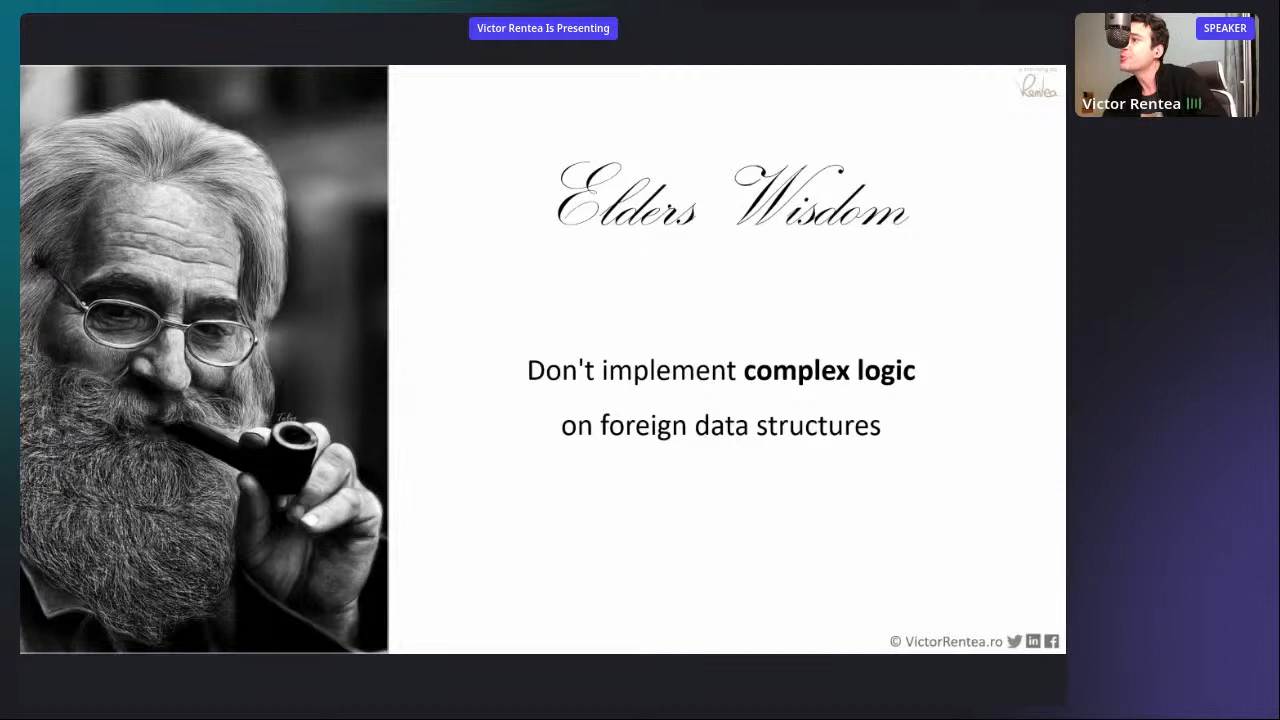 Victor Rentea Is Presenting
SPEAKER
Victor Rentea
Rentea
Elders Wisdom
Don't implement complex logic
on foreign data structures
© VictorRentea.ro